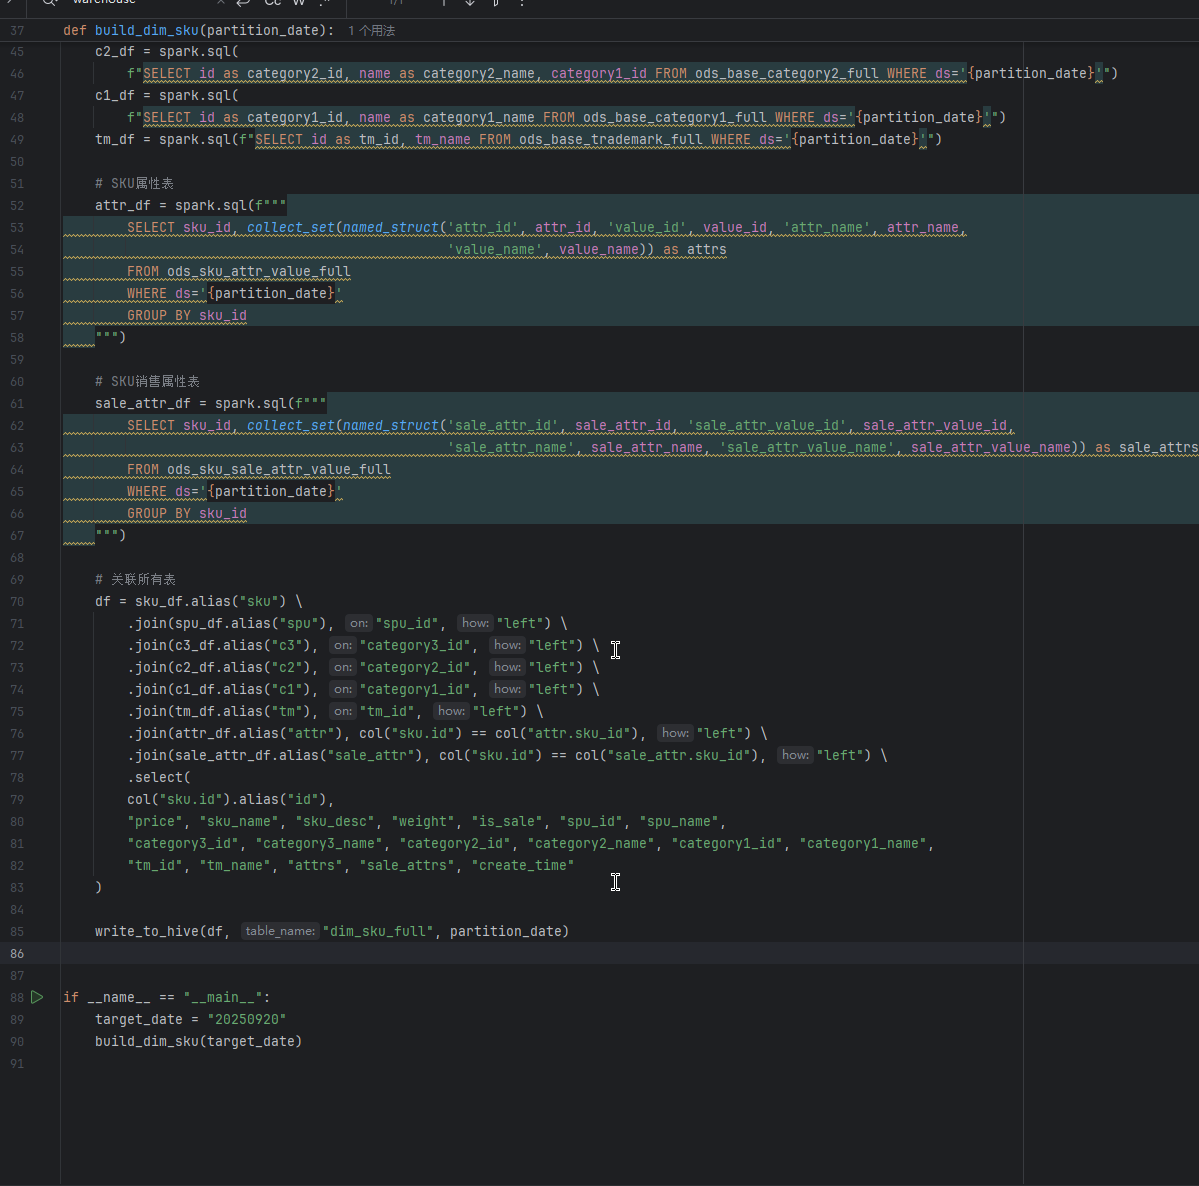 warehouse Cc W .* 1/1
37 def build_dim_sku(partition_date): 1 个用法
45 c2_df = spark.sql(
46 f"SELECT id as category2_id, name as category2_name, category1_id FROM ods_base_category2_full WHERE ds='{partition_date}'")
47 c1_df = spark.sql(
48 f"SELECT id as category1_id, name as category1_name FROM ods_base_category1_full WHERE ds='{partition_date}'")
49 tm_df = spark.sql(f"SELECT id as tm_id, tm_name FROM ods_base_trademark_full WHERE ds='{partition_date}'")
50
51 # SKU属性表
52 attr_df = spark.sql(f"""
53 SELECT sku_id, collect_set(named_struct('attr_id', attr_id, 'value_id', value_id, 'attr_name', attr_name,
54 'value_name', value_name)) as attrs
55 FROM ods_sku_attr_value_full
56 WHERE ds='{partition_date}'
57 GROUP BY sku_id
58 """)
59
60 # SKU销售属性表
61 sale_attr_df = spark.sql(f"""
62 SELECT sku_id, collect_set(named_struct('sale_attr_id', sale_attr_id, 'sale_attr_value_id', sale_attr_value_id,
63 'sale_attr_name', sale_attr_name, 'sale_attr_value_name', sale_attr_value_name)) as sale_attrs
64 FROM ods_sku_sale_attr_value_full
65 WHERE ds='{partition_date}'
66 GROUP BY sku_id
67 """)
68
69 # 关联所有表
70 df = sku_df.alias("sku") \
71 .join(spu_df.alias("spu"), on: "spu_id", how: "left") \
72 .join(c3_df.alias("c3"), on: "category3_id", how: "left") \
73 .join(c2_df.alias("c2"), on: "category2_id", how: "left") \
74 .join(c1_df.alias("c1"), on: "category1_id", how: "left") \
75 .join(tm_df.alias("tm"), on: "tm_id", how: "left") \
76 .join(attr_df.alias("attr"), col("sku.id") == col("attr.sku_id"), how: "left") \
77 .join(sale_attr_df.alias("sale_attr"), col("sku.id") == col("sale_attr.sku_id"), how: "left") \
78 .select(
79 col("sku.id").alias("id"),
80 "price", "sku_name", "sku_desc", "weight", "is_sale", "spu_id", "spu_name",
81 "category3_id", "category3_name", "category2_id", "category2_name", "category1_id", "category1_name",
82 "tm_id", "tm_name", "attrs", "sale_attrs", "create_time"
83 )
84
85 write_to_hive(df, table_name: "dim_sku_full", partition_date)
86
87
88 if __name__ == "__main__":
89 target_date = "20250920"
90 build_dim_sku(target_date)
91